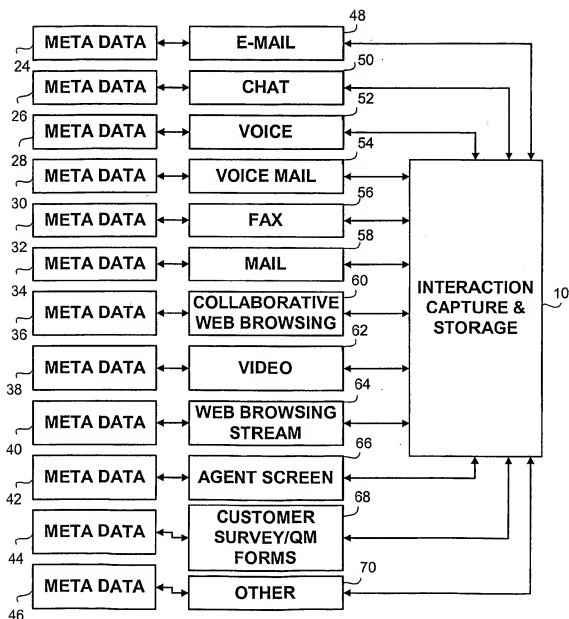 48
META DATA
E-MAIL
24
50
META DATA
CHAT
26
52
META DATA
VOICE
28
54
META DATA
VOICE MAIL
30
56
META DATA
FAX
32
58
META DATA
MAIL
34
60
META DATA
COLLABORATIVE
WEB BROWSING
36
62
META DATA
VIDEO
38
64
META DATA
WEB BROWSING
STREAM
40
66
META DATA
AGENT SCREEN
42
68
META DATA
CUSTOMER
SURVEY/QM
FORMS
44
70
META DATA
OTHER
46
INTERACTION
CAPTURE &
STORAGE
10